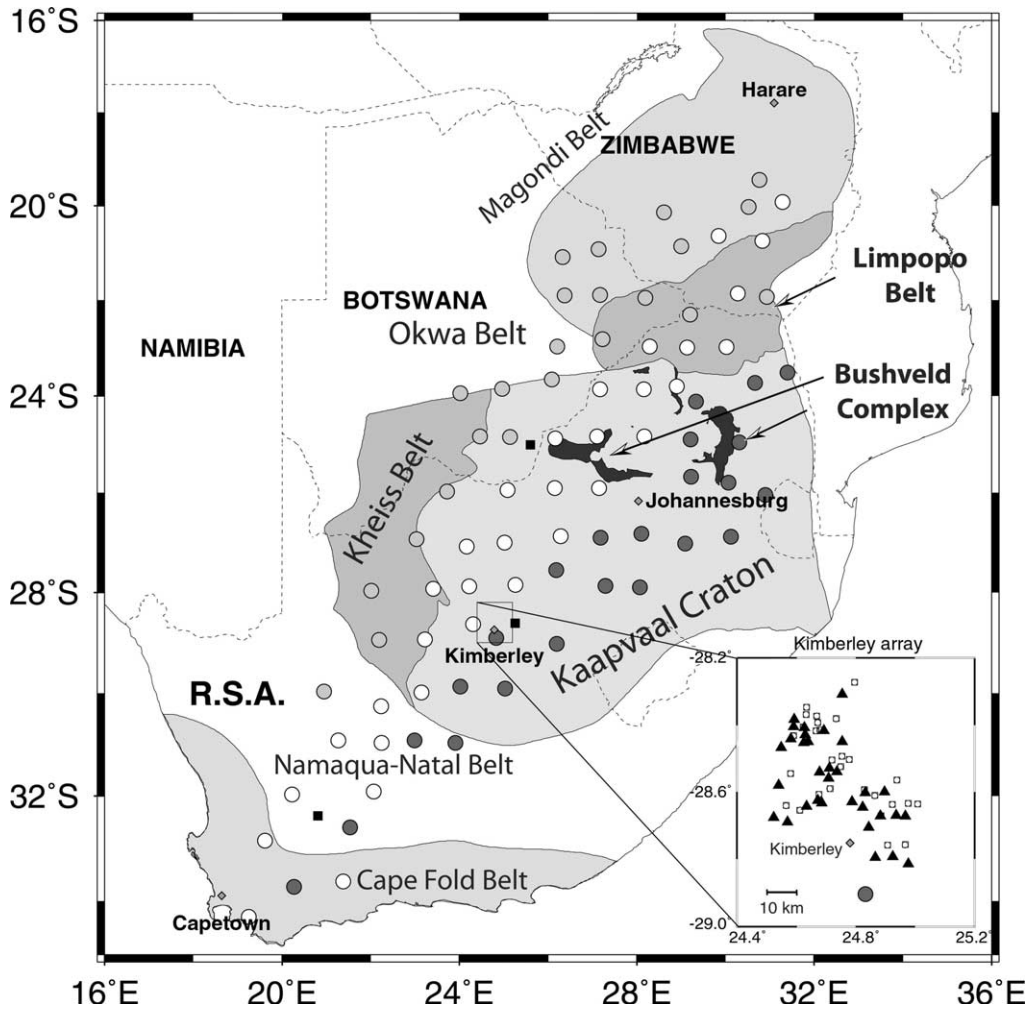 16°S
20°S
24°S
28°S
32°S
Harare
ZIMBABWE
Magondi Belt
Limpopo
Belt
BOTSWANA
Okwa Belt
NAMIBIA
Bushveld
Complex
Kheiss Belt
Johannesburg
Kaapvaal Craton
Kimberley
R.S.A.
Namaqua-Natal Belt
Cape Fold Belt
Capetown
Kimberley array
-28.2
-28.6
-29.0
Kimberley
10 km
24.4°
24.8°
25.2°
16°E
20°E
24°E
28°E
32°E
36°E